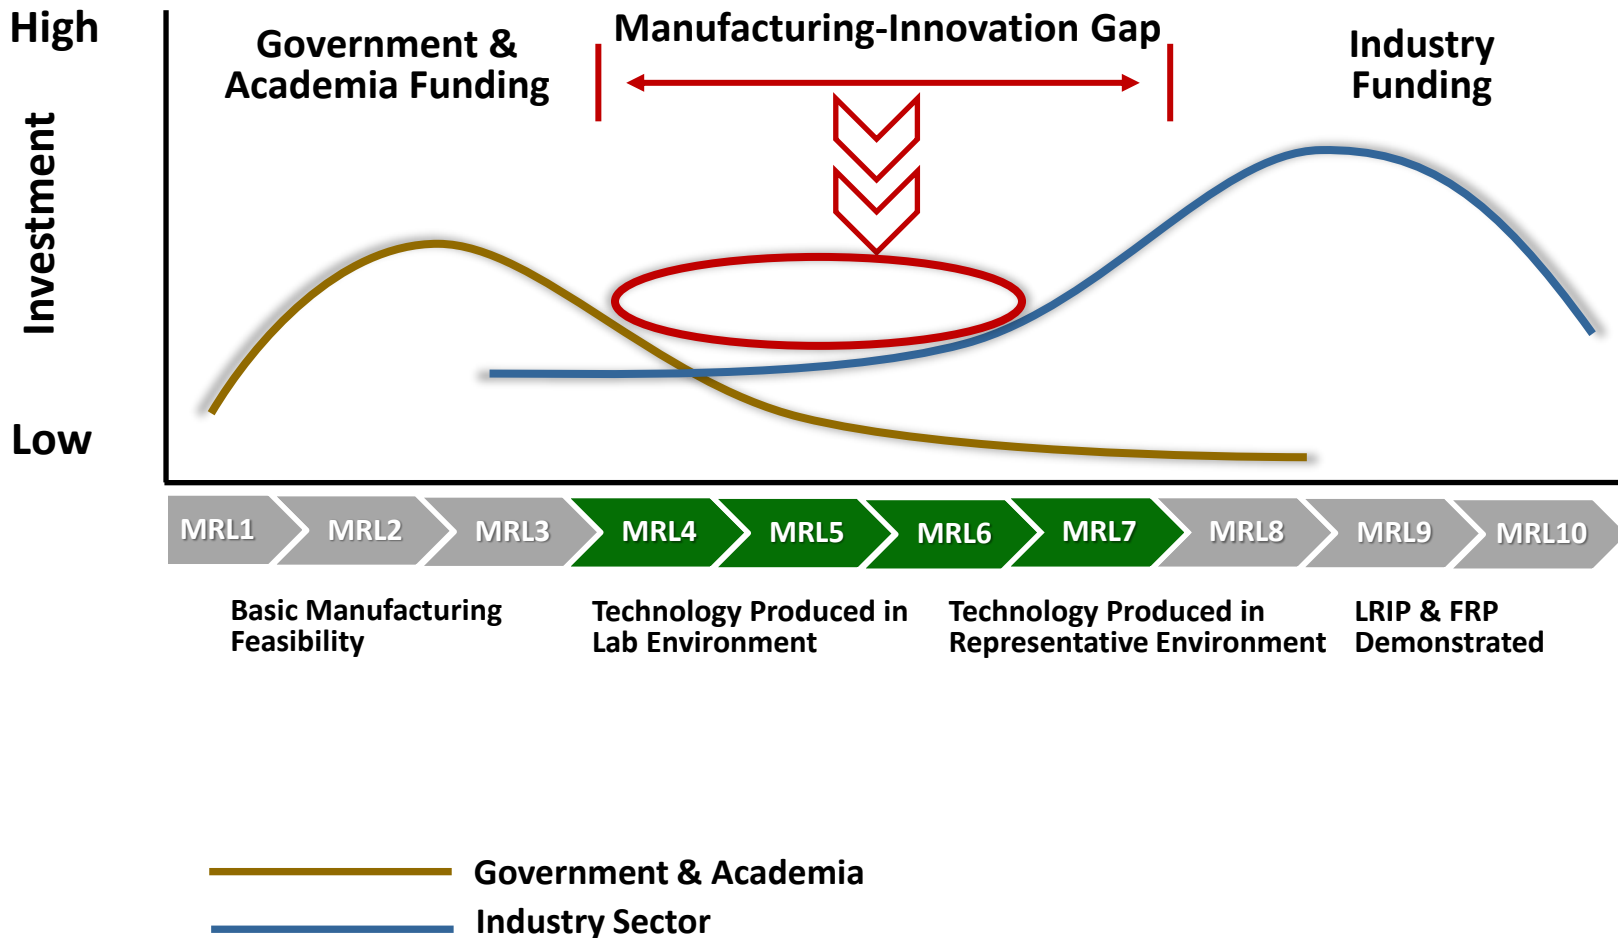 High
Government &
Academia Funding
Manufacturing-Innovation Gap
Industry
Funding
Investment
Low
MRL1
MRL2
MRL3
MRL4
MRL5
MRL6
MRL7
MRL8
MRL9
MRL10
Basic Manufacturing
Feasibility
Technology Produced in
Lab Environment
Technology Produced in
Representative Environment
LRIP & FRP
Demonstrated
Government & Academia
Industry Sector